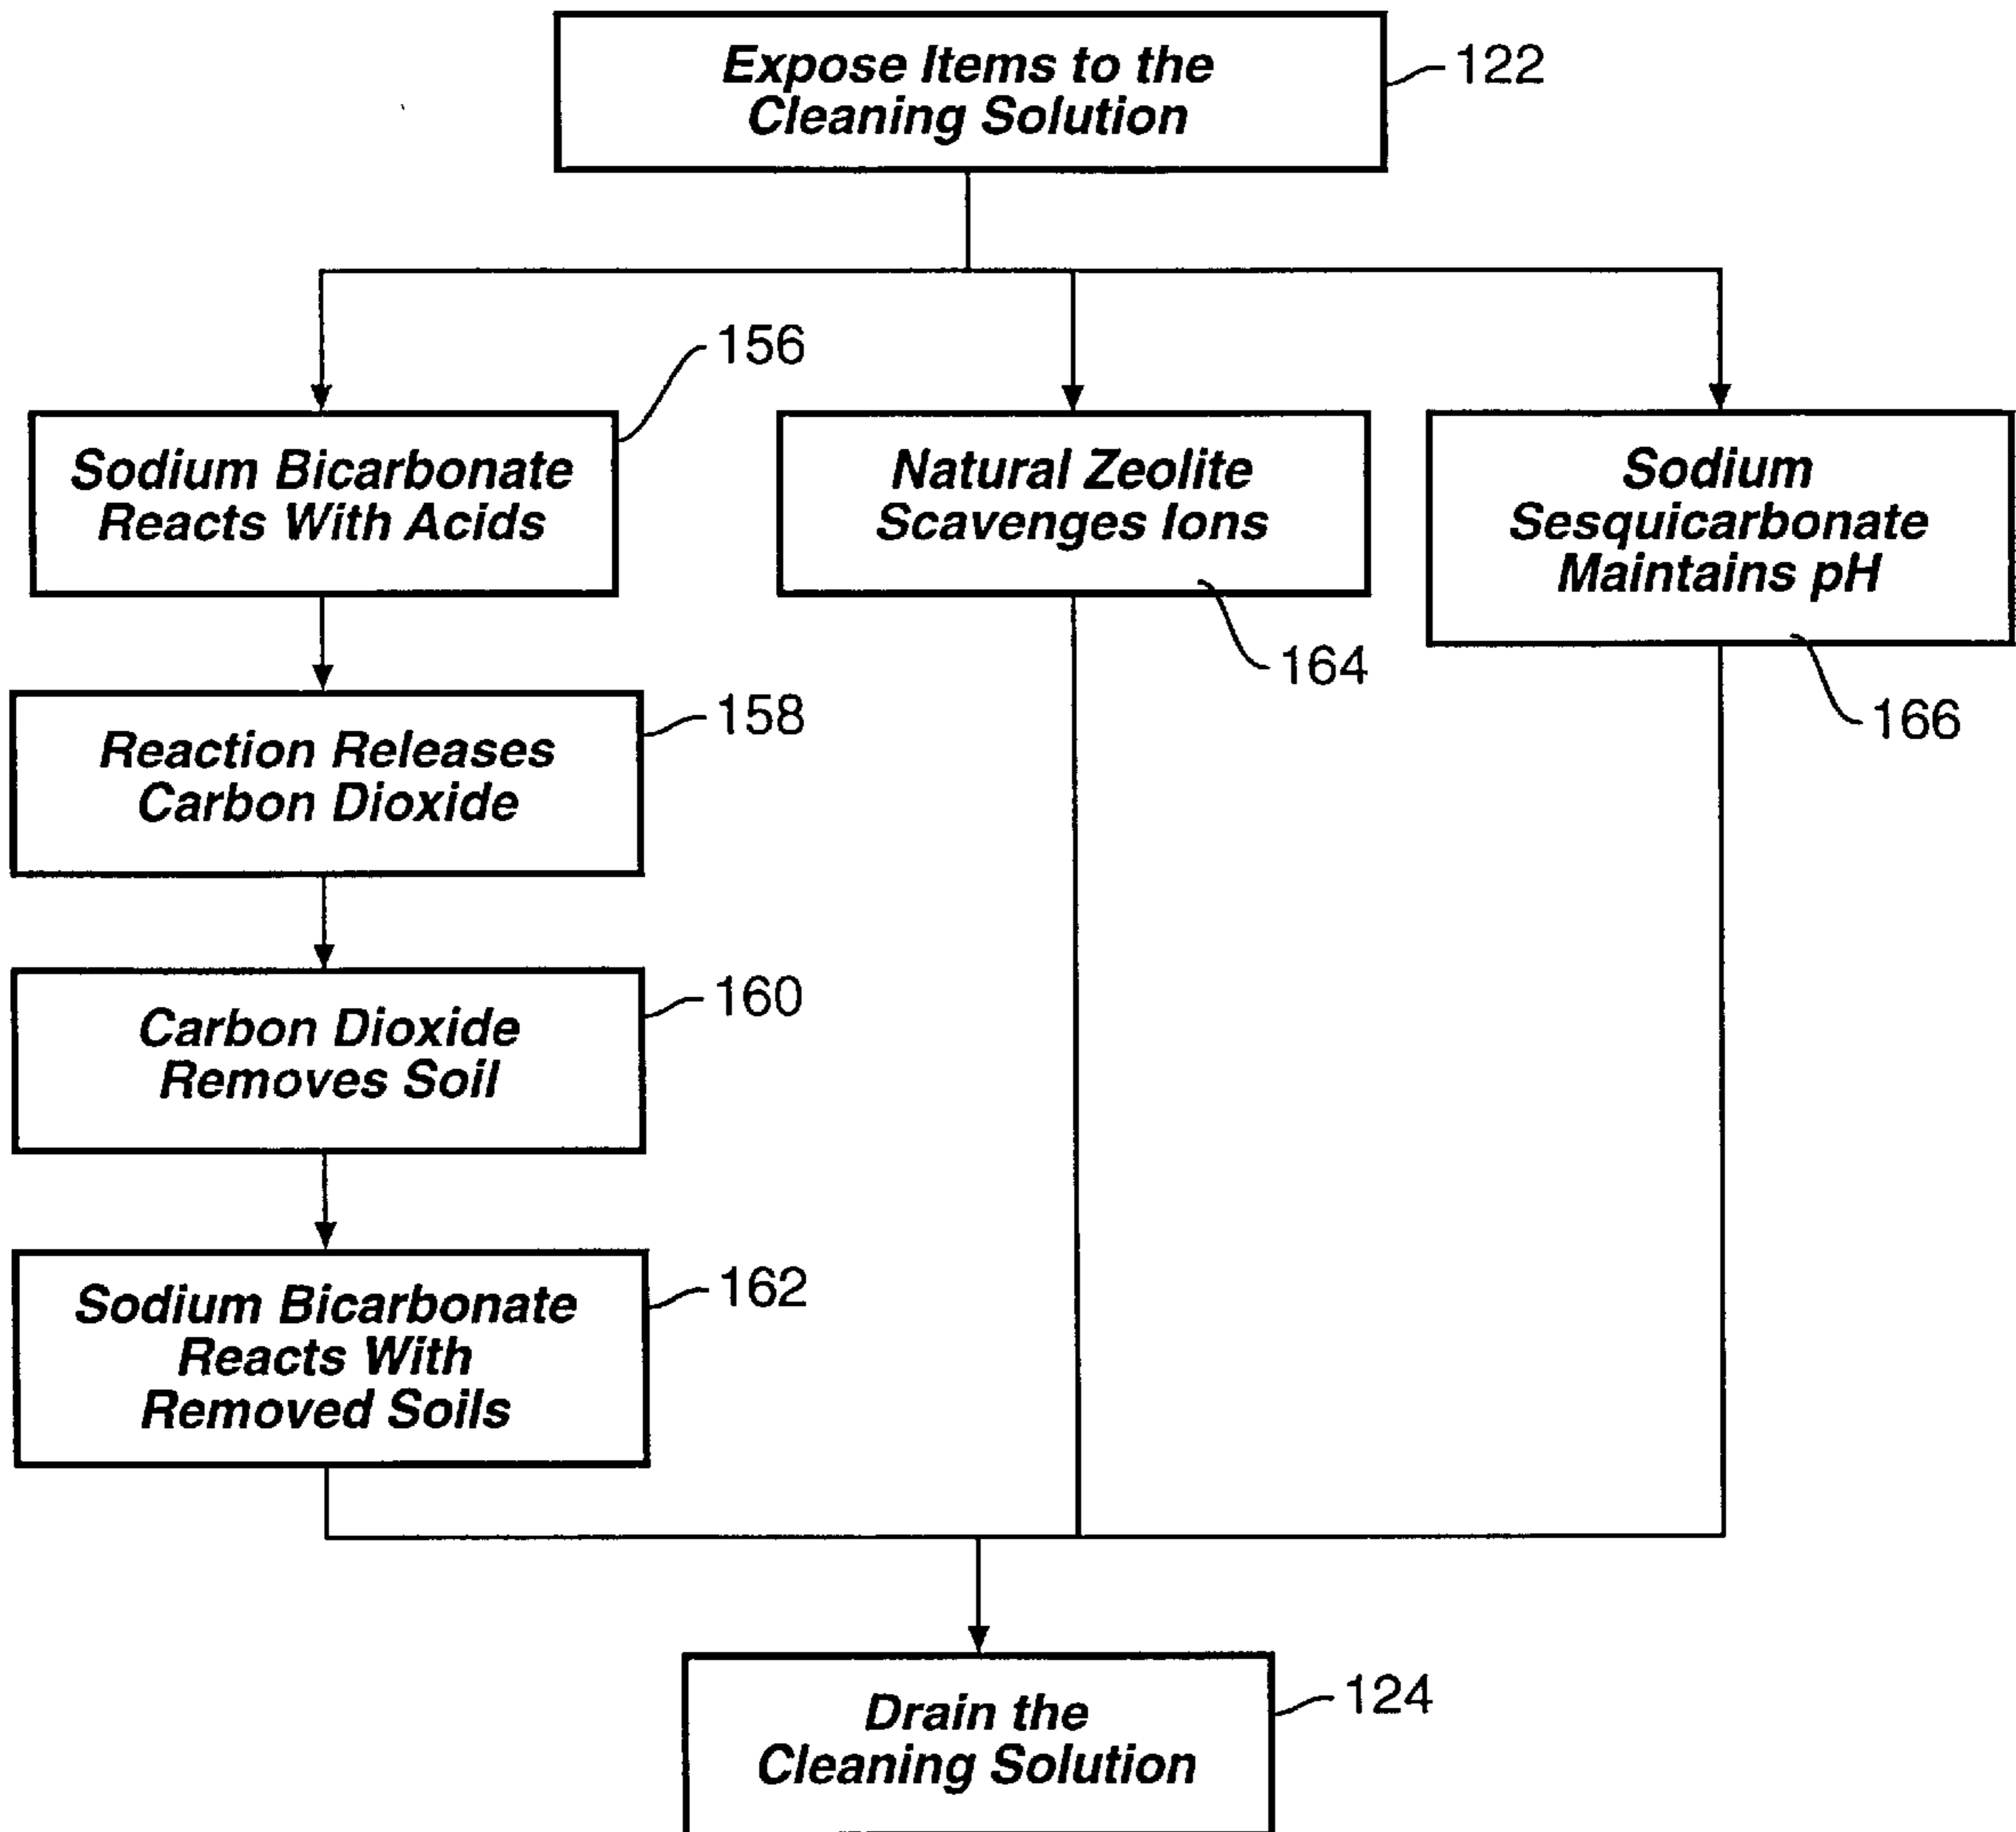 Expose Items to the
Cleaning Solution
122
156
Sodium Bicarbonate
Reacts With Acids
Natural Zeolite
Scavenges Ions
164
Sodium
Sesquicarbonate
Maintains pH
166
158
Reaction Releases
Carbon Dioxide
160
Carbon Dioxide
Removes Soil
162
Sodium Bicarbonate
Reacts With
Removed Soils
Drain the
Cleaning Solution
124